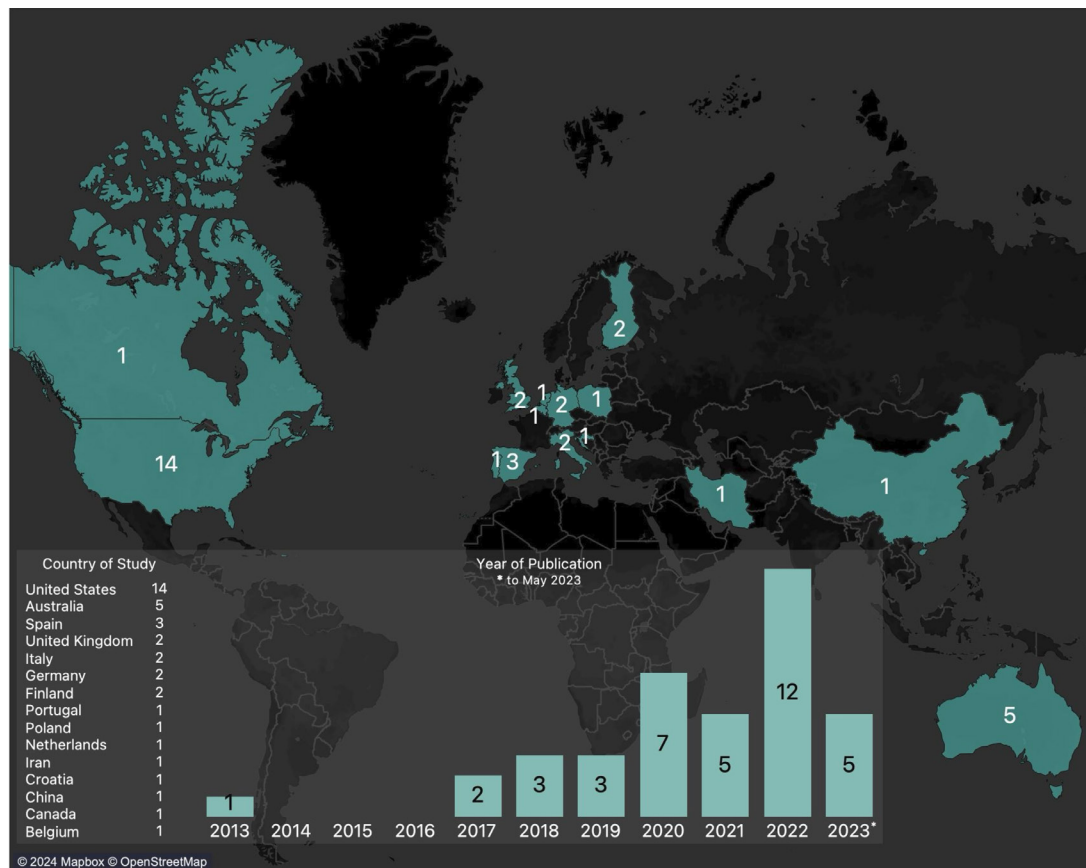 1
14
2
2
1
1
2
1
1
2
1
3
1
1
5
Country of Study
United States 14
Australia 5
Spain 3
United Kingdom 2
Italy 2
Germany 2
Finland 2
Portugal 1
Poland 1
Netherlands 1
Iran 1
Croatia 1
China 1
Canada 1
Belgium 1
Year of Publication
* to May 2023
1
2
3
3
7
5
12
5
2013 2014 2015 2016 2017 2018 2019 2020 2021 2022 2023*
© 2024 Mapbox © OpenStreetMap